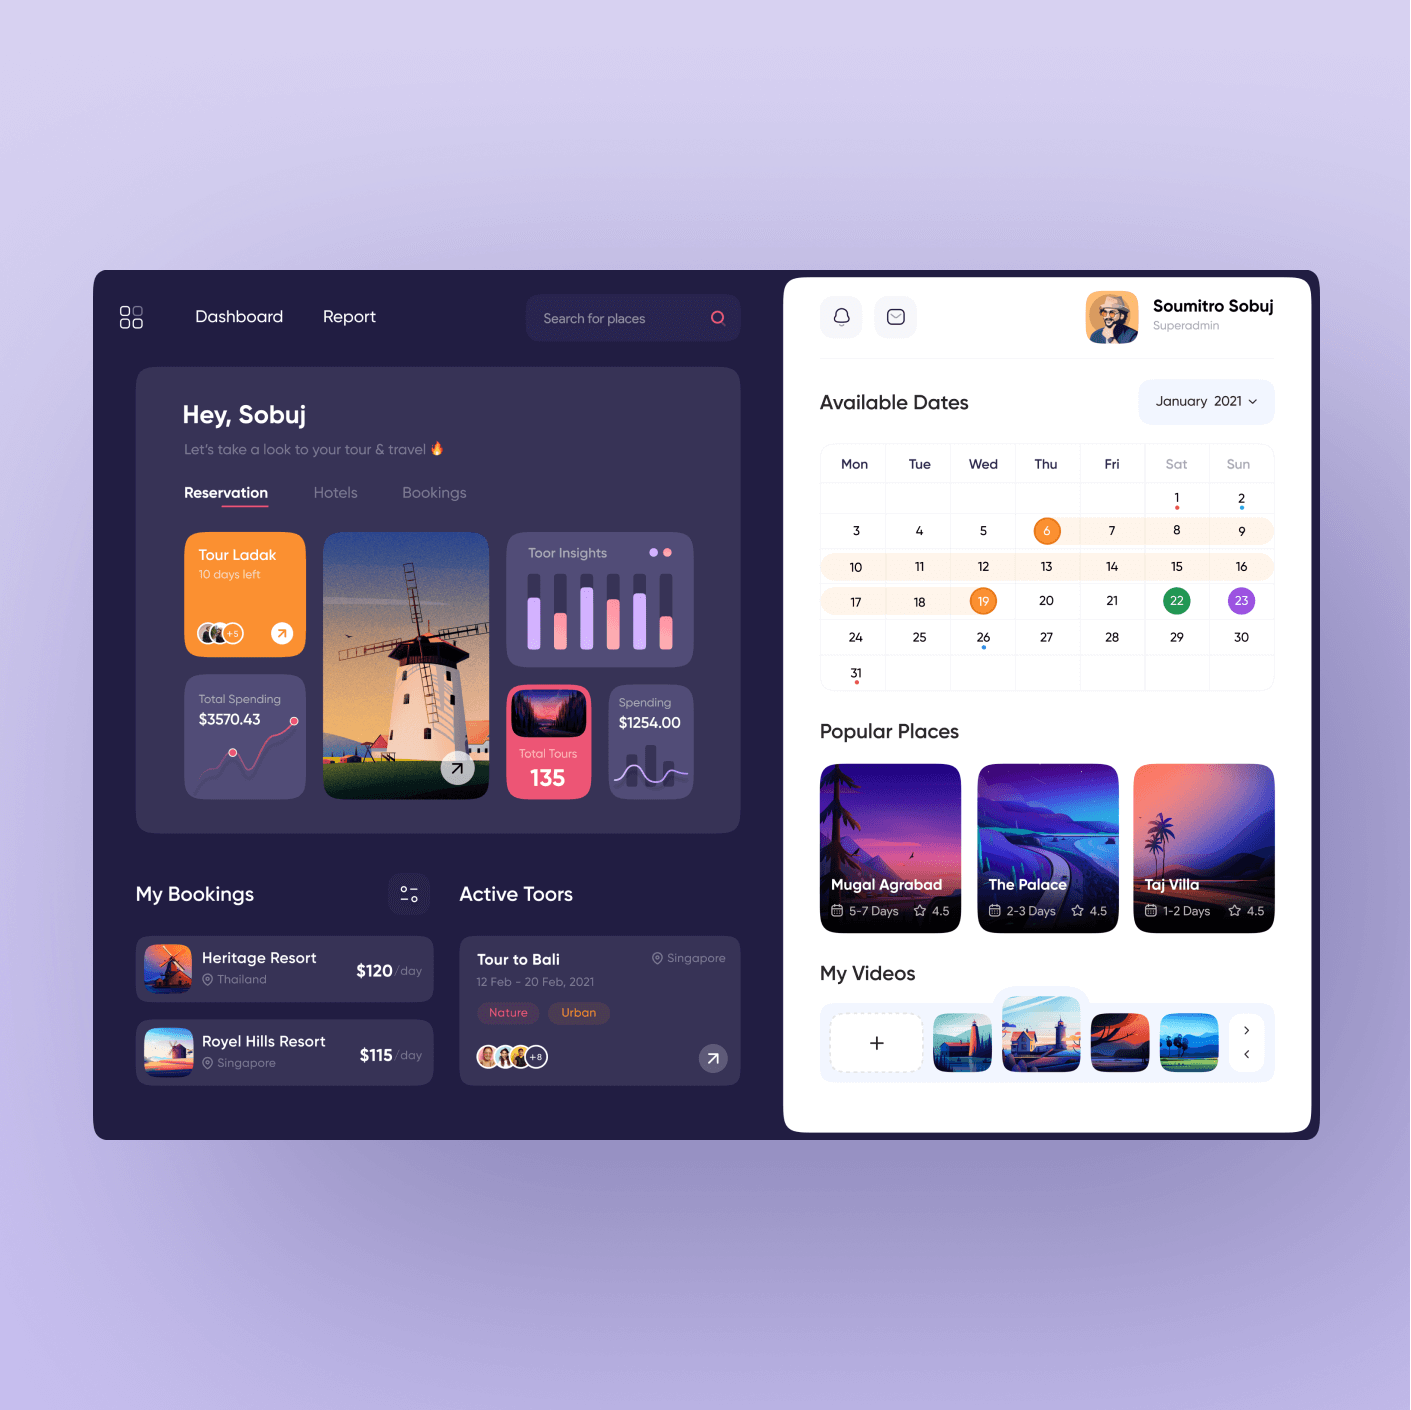 Dashboard
Report
Search for places
Hey, Sobuj
Let's take a look to your tour & travel 🔥
Reservation
Hotels
Bookings
Tour Ladak
10 days left
+5
Total Spending
$3570.43
Toor Insights
Total Tours
135
Spending
$1254.00
My Bookings
Heritage Resort
Thailand
$120/day
Royel Hills Resort
Singapore
$115/day
Active Toors
Tour to Bali
Singapore
12 Feb - 20 Feb, 2021
Nature
Urban
+8
Soumitro Sobuj
Superadmin
Available Dates
January 2021
Mon Tue Wed Thu Fri Sat Sun
1 2
3 4 5 6 7 8 9
10 11 12 13 14 15 16
17 18 19 20 21 22 23
24 25 26 27 28 29 30
31
Popular Places
Mugal Agrabad
5-7 Days 4.5
The Palace
2-3 Days 4.5
Taj Villa
1-2 Days 4.5
My Videos
+